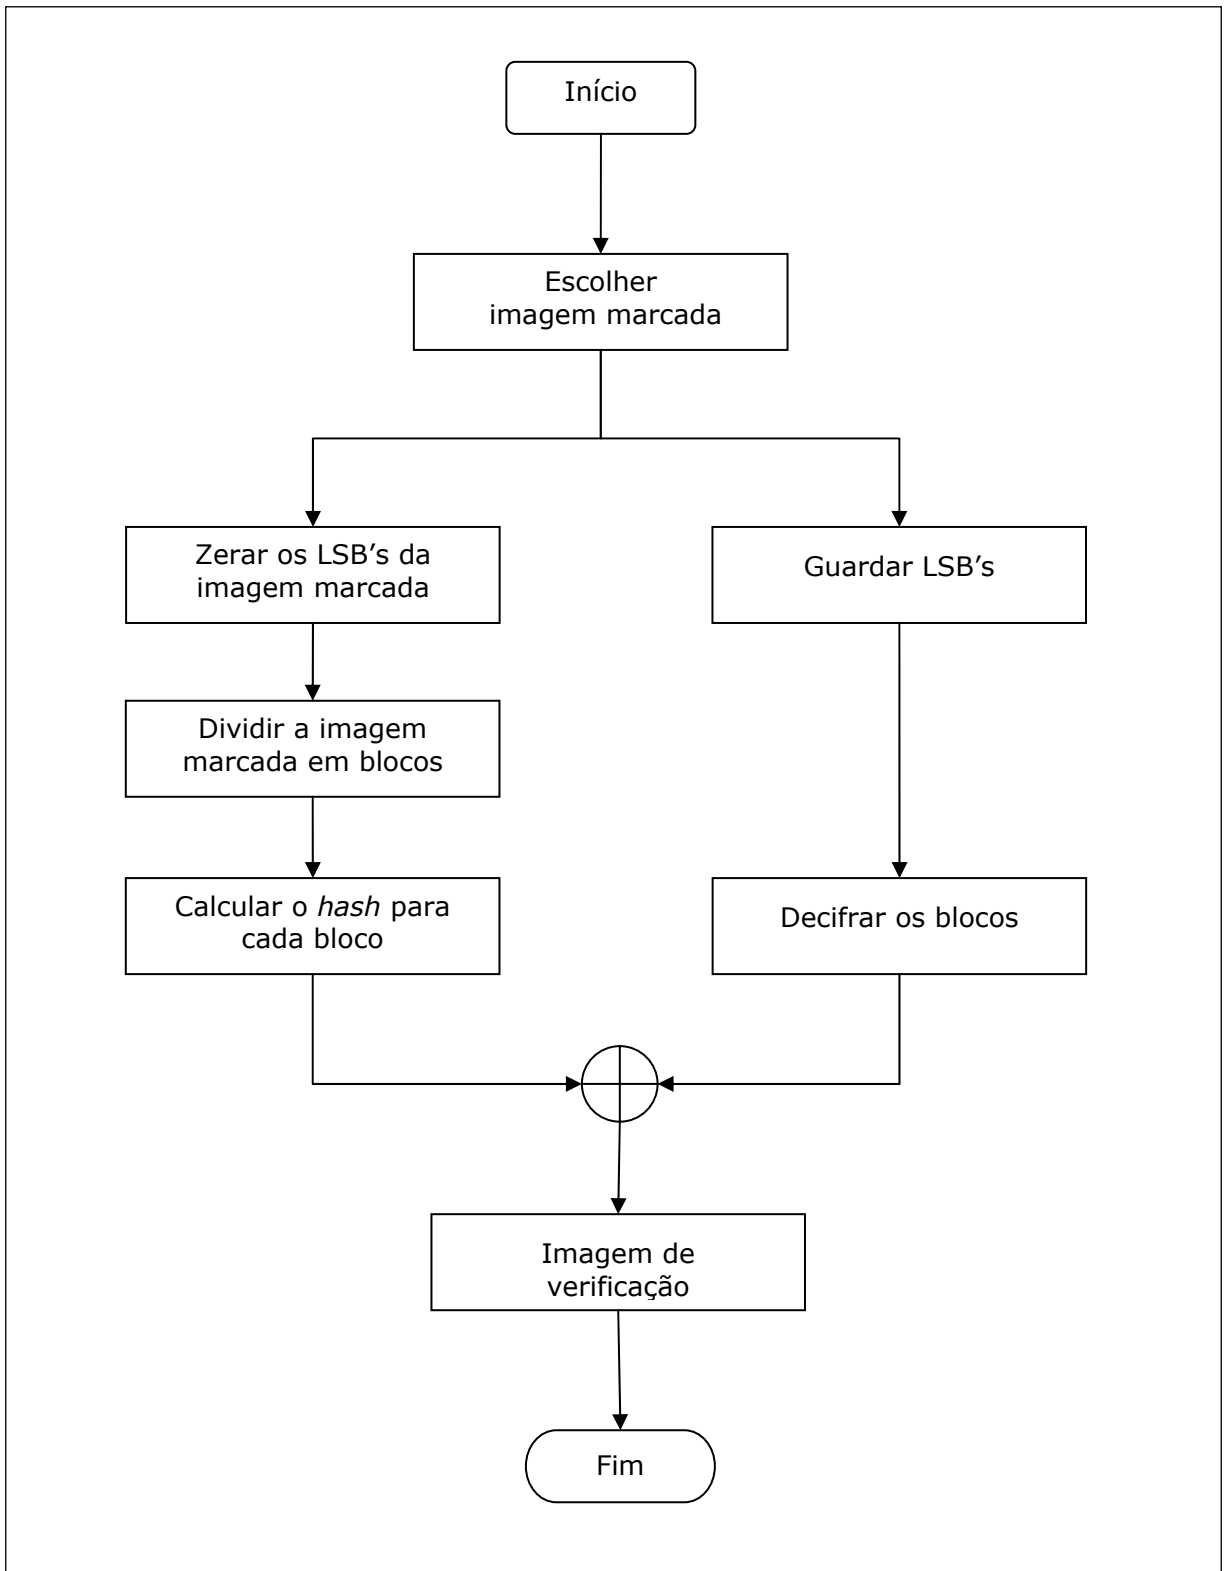 Início
Escolher
imagem marcada
Zerar os LSB’s da
imagem marcada
Guardar LSB’s
Dividir a imagem
marcada em blocos
Calcular o hash para
cada bloco
Decifrar os blocos
Imagem de
verificação
Fim